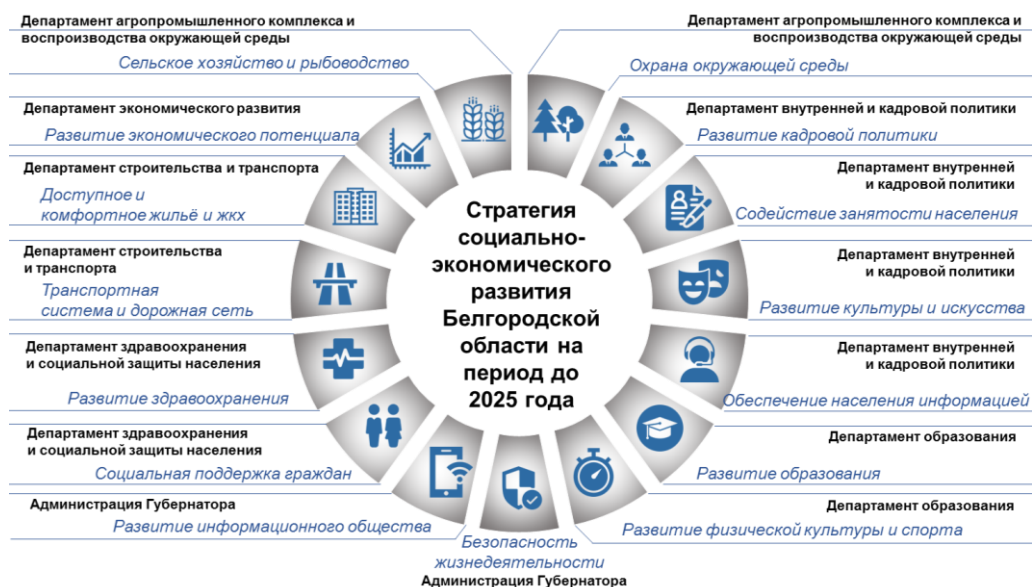 Департамент агропромышленного комплекса и
воспроизводства окружающей среды
Сельское хозяйство и рыбоводство
Департамент экономического развития
Развитие экономического потенциала
Департамент строительства и транспорта
Доступное и
комфортное жильё и жкх
Департамент строительства
и транспорта
Транспортная
система и дорожная сеть
Департамент здравоохранения
и социальной защиты населения
Развитие здравоохранения
Департамент здравоохранения
и социальной защиты населения
Социальная поддержка граждан
Администрация Губернатора
Развитие информационного общества
Стратегия
социально-
экономического
развития
Белгородской
области на
период до
2025 года
Департамент агропромышленного комплекса и
воспроизводства окружающей среды
Охрана окружающей среды
Департамент внутренней и кадровой политики
Развитие кадровой политики
Департамент внутренней
и кадровой политики
Содействие занятости населения
Департамент внутренней
и кадровой политики
Развитие культуры и искусства
Департамент внутренней
и кадровой политики
Обеспечение населения информацией
Департамент образования
Развитие образования
Департамент образования
Развитие физической культуры и спорта
Безопасность
жизнедеятельности
Администрация Губернатора